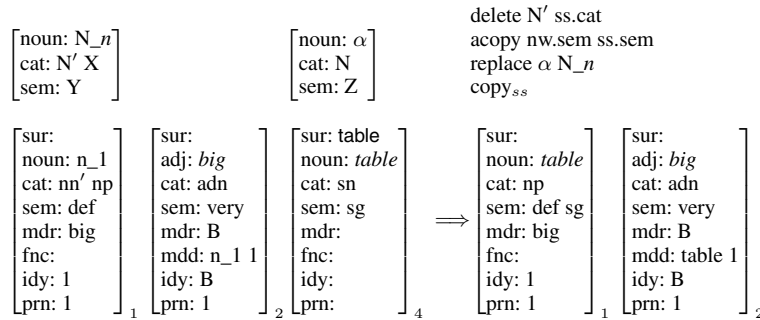 delete N′ ss.cat
[noun: N_n] [noun: α] acopy nw.sem ss.sem
[cat: N′ X] [cat: N] replace α N_n
[sem: Y] [sem: Z] copy_ss
[sur: ] [sur: ] [sur: table ] [sur: ] [sur: ]
[noun: n_1] [adj: big] [noun: table] [noun: table] [adj: big]
[cat: nn′ np] [cat: adn] [cat: sn] [cat: np] [cat: adn]
[sem: def] [sem: very] [sem: sg] ⟹ [sem: def sg] [sem: very]
[mdr: big] [mdr: B] [mdr: ] [mdr: big] [mdr: B]
[fnc: ] [mdd: n_1 1] [fnc: ] [fnc: ] [mdd: table 1]
[idy: 1] [idy: B] [idy: ] [idy: 1] [idy: B]
[prn: 1]1 [prn: 1]2 [prn: ]4 [prn: 1]1 [prn: 1]2